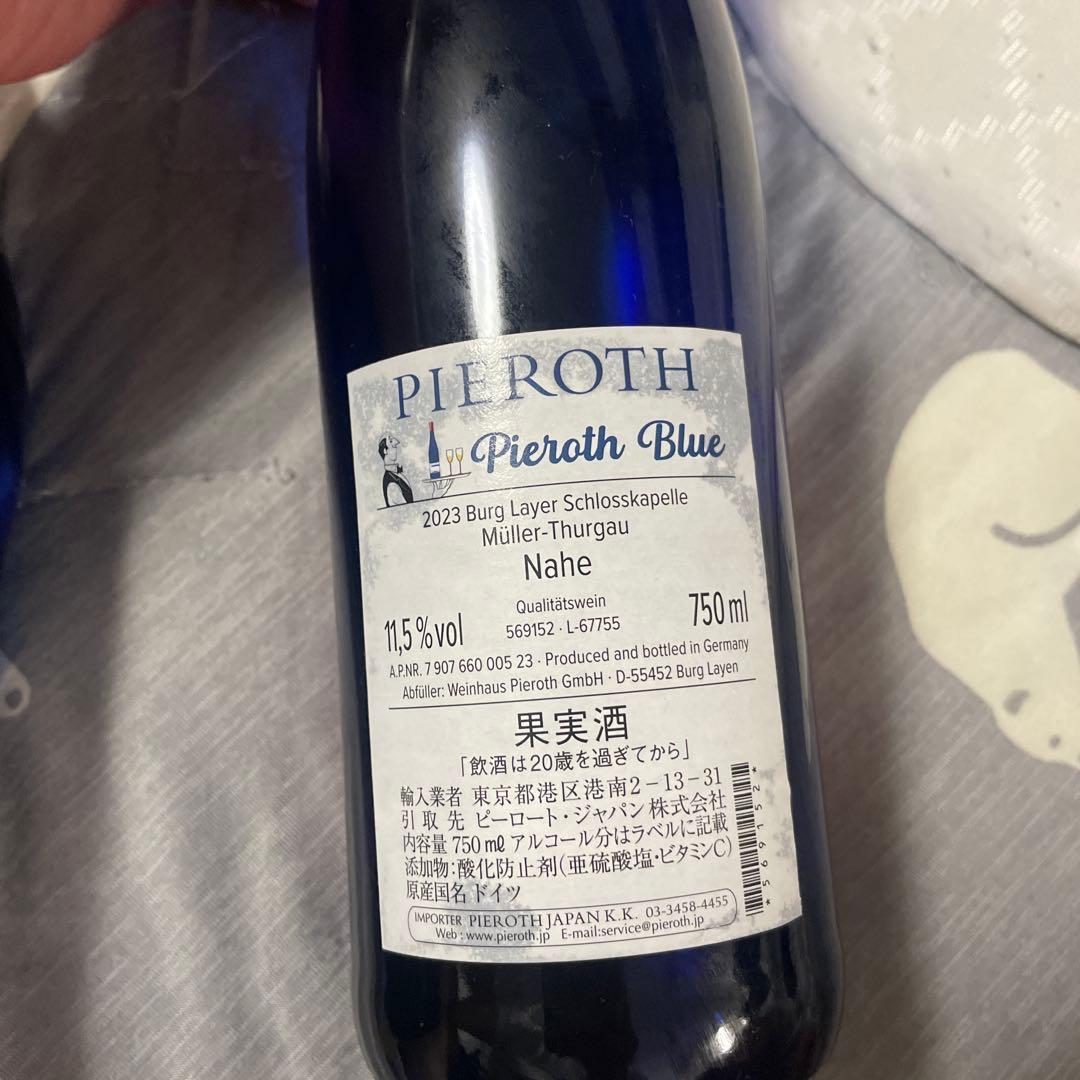 PIEROTH
Pieroth Blue
2023 Burg Layer Schlosskapelle
Müller-Thurgau
Nahe
11,5 %vol
Qualitätswein
569152 · L-67755
750 ml
A.P.NR. 7 907 660 005 23 · Produced and bottled in Germany
Abfüller: Weinhaus Pieroth GmbH · D-55452 Burg Layen
果実酒
「飲酒は20歳を過ぎてから」
輸入業者 東京都港区港南2-13-31
引取先 ピーロート・ジャパン株式会社
内容量 750㎖ アルコール分はラベルに記載
添加物:酸化防止剤(亜硫酸塩・ビタミンC)
原産国名 ドイツ
*569152*
IMPORTER PIEROTH JAPAN K.K. 03-3458-4455
Web : www.pieroth.jp E-mail:service@pieroth.jp